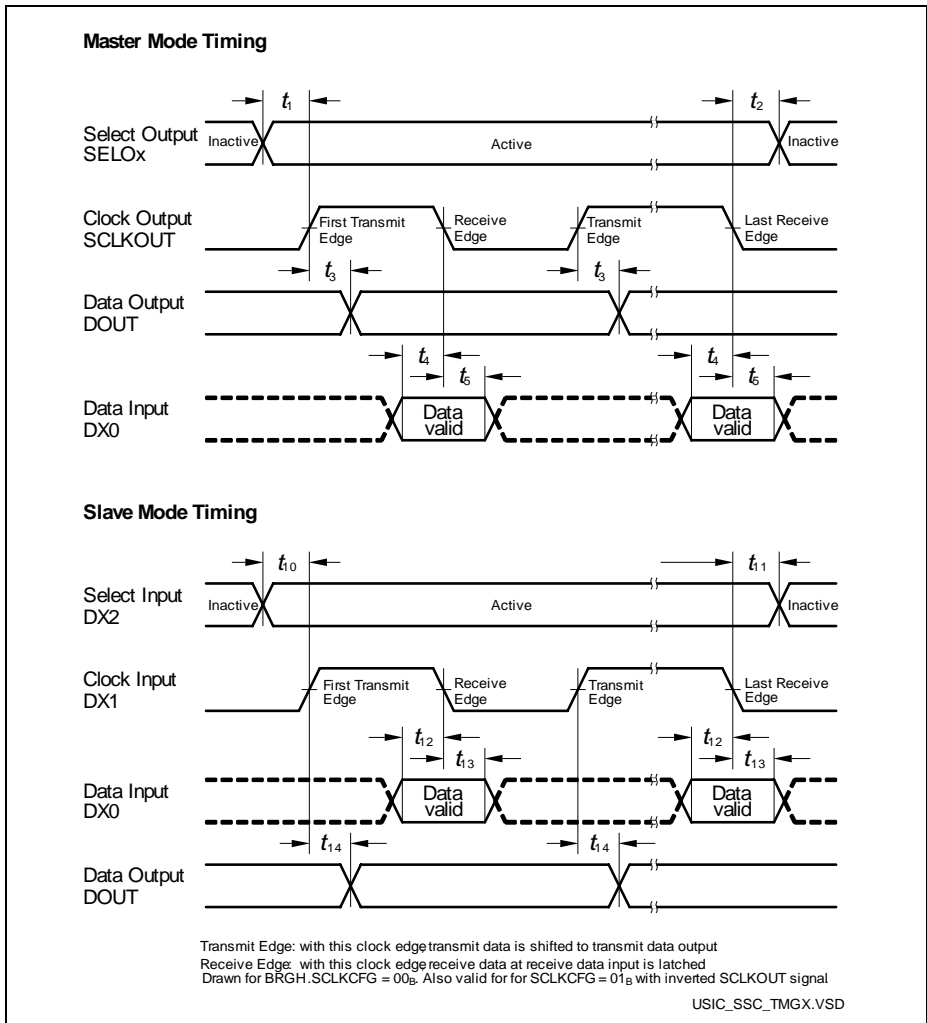 Master Mode Timing
t1
t2
Select Output
SELOx
Inactive
Active
Inactive
Clock Output
SCLKOUT
First Transmit
Edge
Receive
Edge
Transmit
Edge
Last Receive
Edge
t3
t3
Data Output
DOUT
t4
t5
t4
t5
Data Input
DX0
Data
valid
Data
valid
Slave Mode Timing
t10
t11
Select Input
DX2
Inactive
Active
Inactive
Clock Input
DX1
First Transmit
Edge
Receive
Edge
Transmit
Edge
Last Receive
Edge
t12
t13
t12
t13
Data Input
DX0
Data
valid
Data
valid
t14
t14
Data Output
DOUT
Transmit Edge: with this clock edge, transmit data is shifted to transmit data output
Receive Edge: with this clock edge, receive data at receive data input is latched
Drawn for BRGH.SCLKCFG = 00B. Also valid for for SCLKCFG = 01B with inverted SCLKOUT signal
USIC_SSC_TMGX.VSD